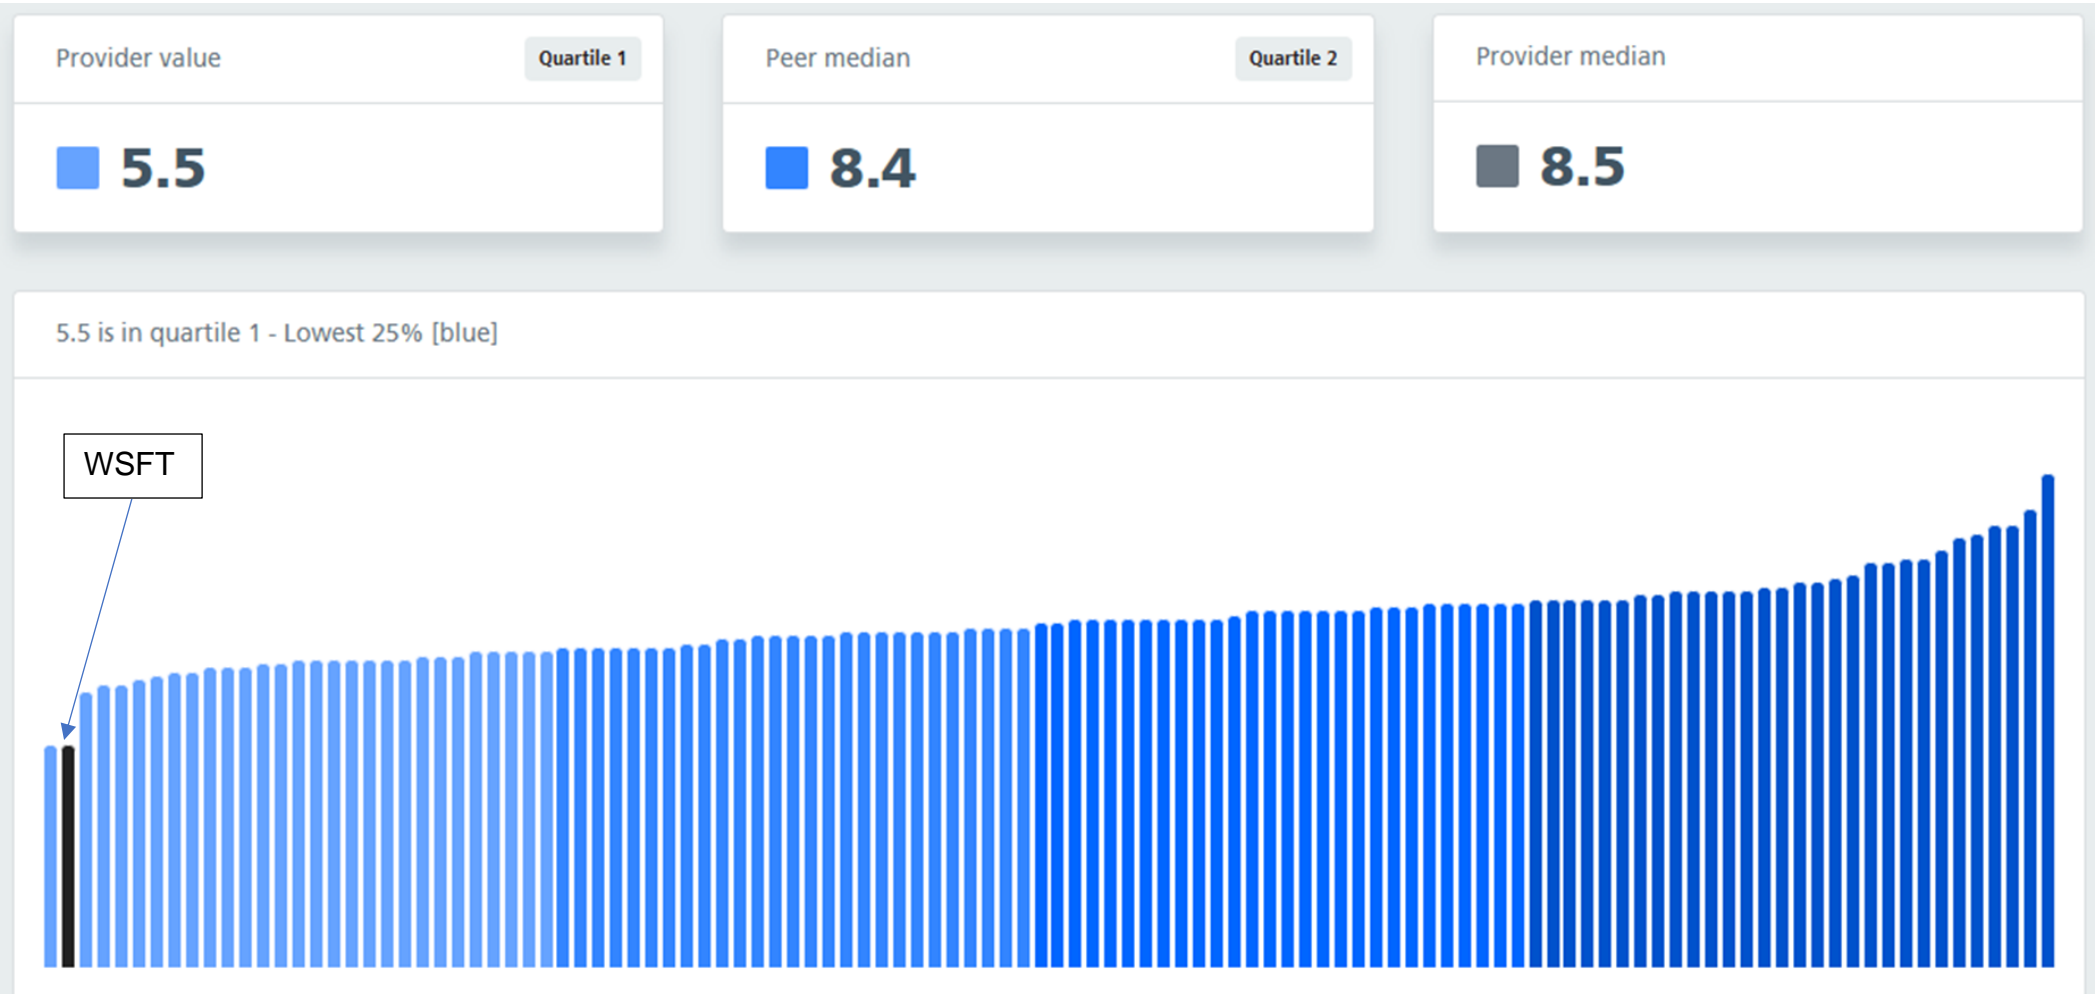 Provider value
Quartile 1
5.5
Peer median
Quartile 2
8.4
Provider median
8.5
5.5 is in quartile 1 - Lowest 25% [blue]
WSFT